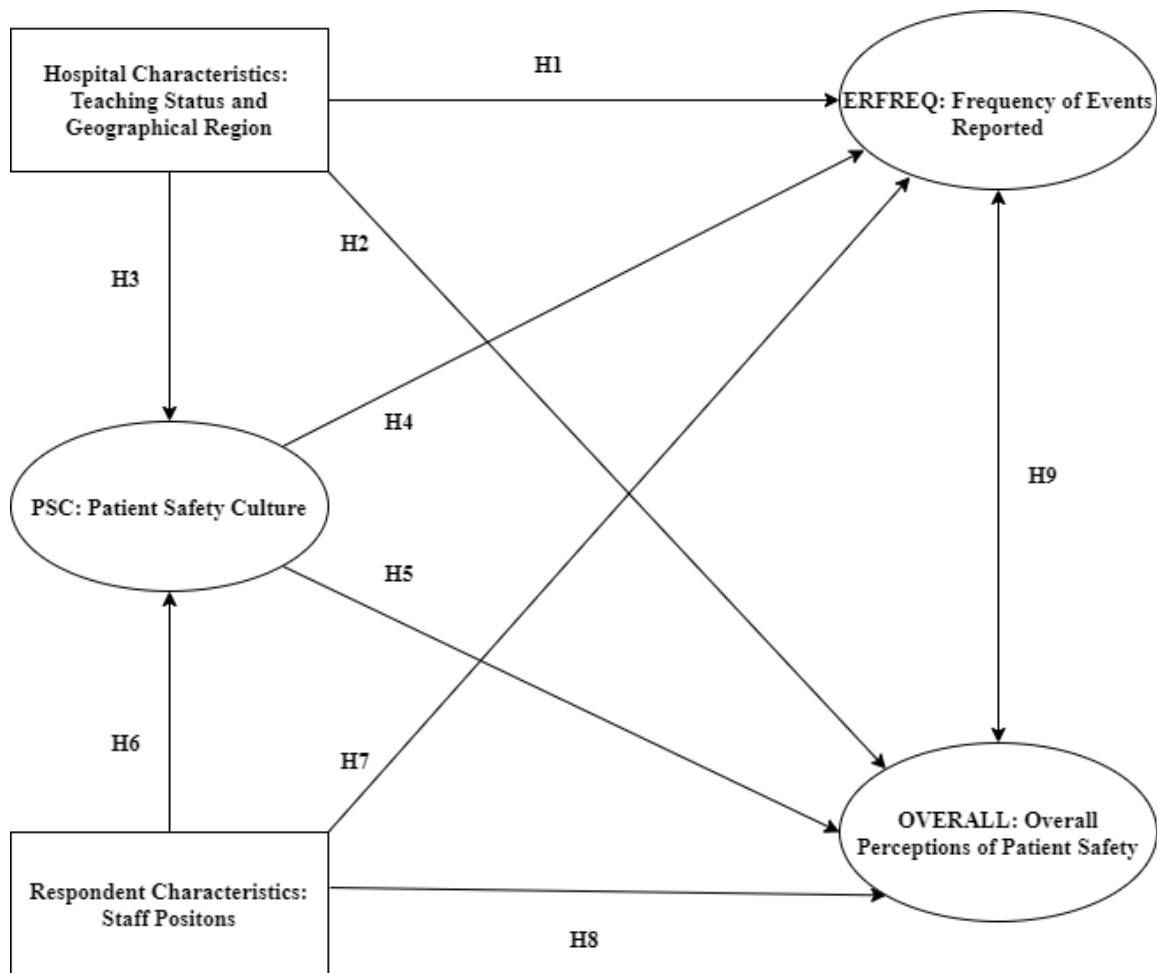 Hospital Characteristics:
Teaching Status and
Geographical Region
H1
ERFREQ: Frequency of Events
Reported
H2
H3
H4
PSC: Patient Safety Culture
H9
H5
H6
H7
OVERALL: Overall
Perceptions of Patient Safety
Respondent Characteristics:
Staff Positons
H8